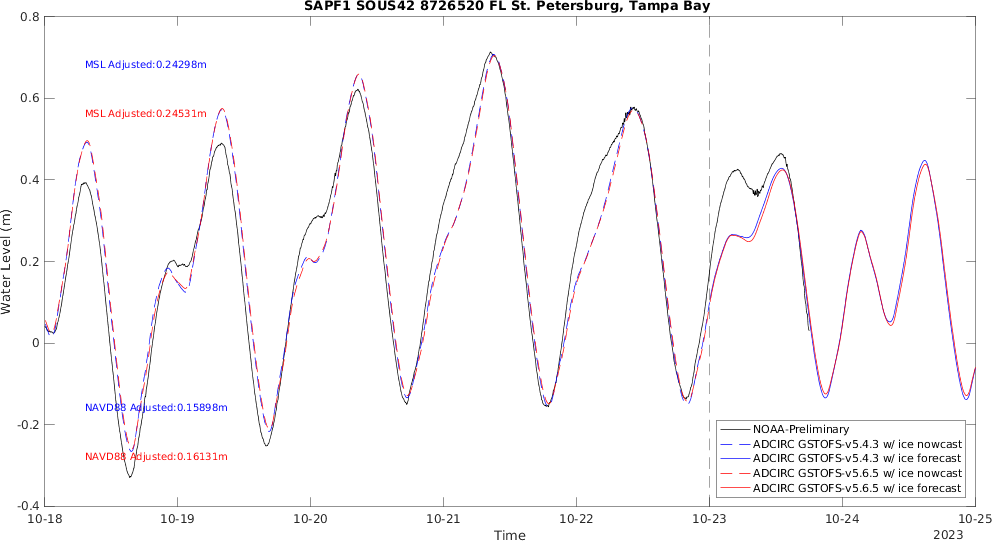 SAPF1 SOUS42 8726520 FL St. Petersburg, Tampa Bay
0.8
MSL Adjusted:0.24298m
0.6
MSL Adjusted:0.24531m
0.4
Water Level (m)
0.2
0
NAVD88 Adjusted:0.15898m
-0.2
NAVD88 Adjusted:0.16131m
-0.4
NOAA-Preliminary
ADCIRC GSTOFS-v5.4.3 w/ ice nowcast
ADCIRC GSTOFS-v5.4.3 w/ ice forecast
ADCIRC GSTOFS-v5.6.5 w/ ice nowcast
ADCIRC GSTOFS-v5.6.5 w/ ice forecast
10-18 10-19 10-20 10-21 10-22 10-23 10-24 10-25
Time
2023